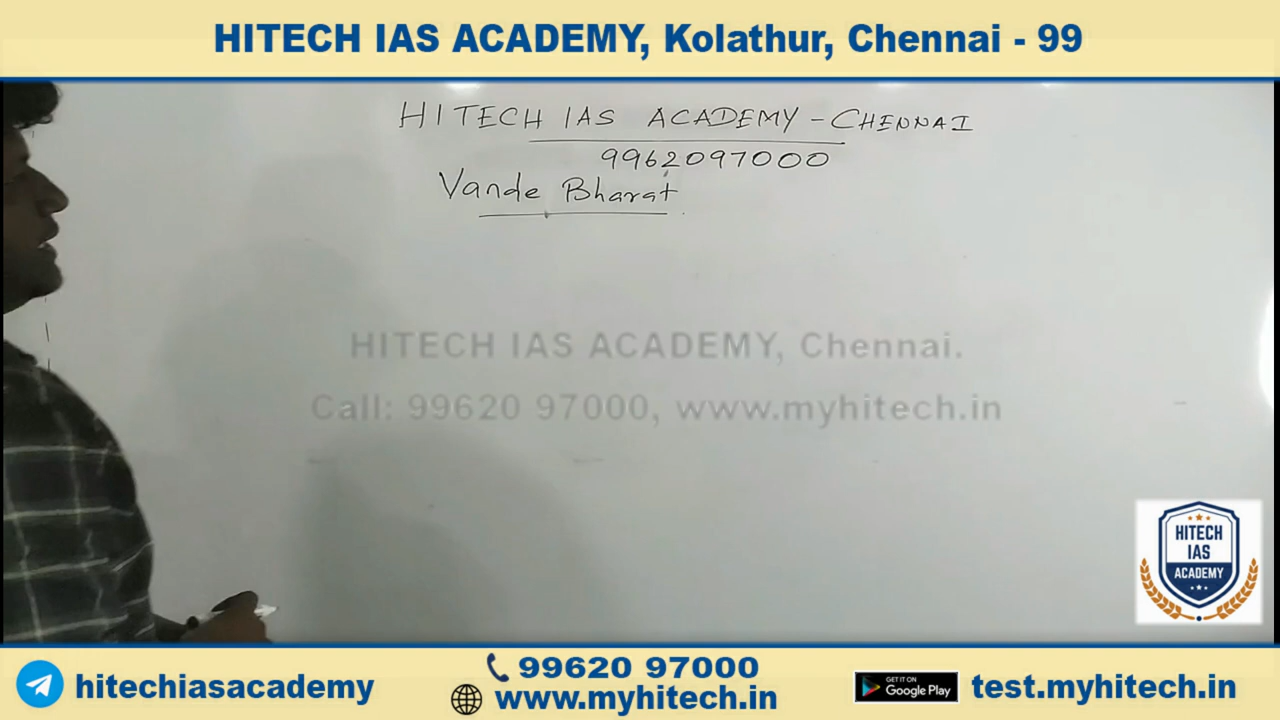 HITECH IAS ACADEMY, Kolathur, Chennai - 99
HITECH IAS ACADEMY - CHENNAI
9962097000
Vande Bharat
HITECH IAS ACADEMY, Chennai.
Call: 99620 97000, www.myhitech.in
HITECH
IAS
ACADEMY
hitechiasacademy
99620 97000
www.myhitech.in
GET IT ON
Google Play
test.myhitech.in